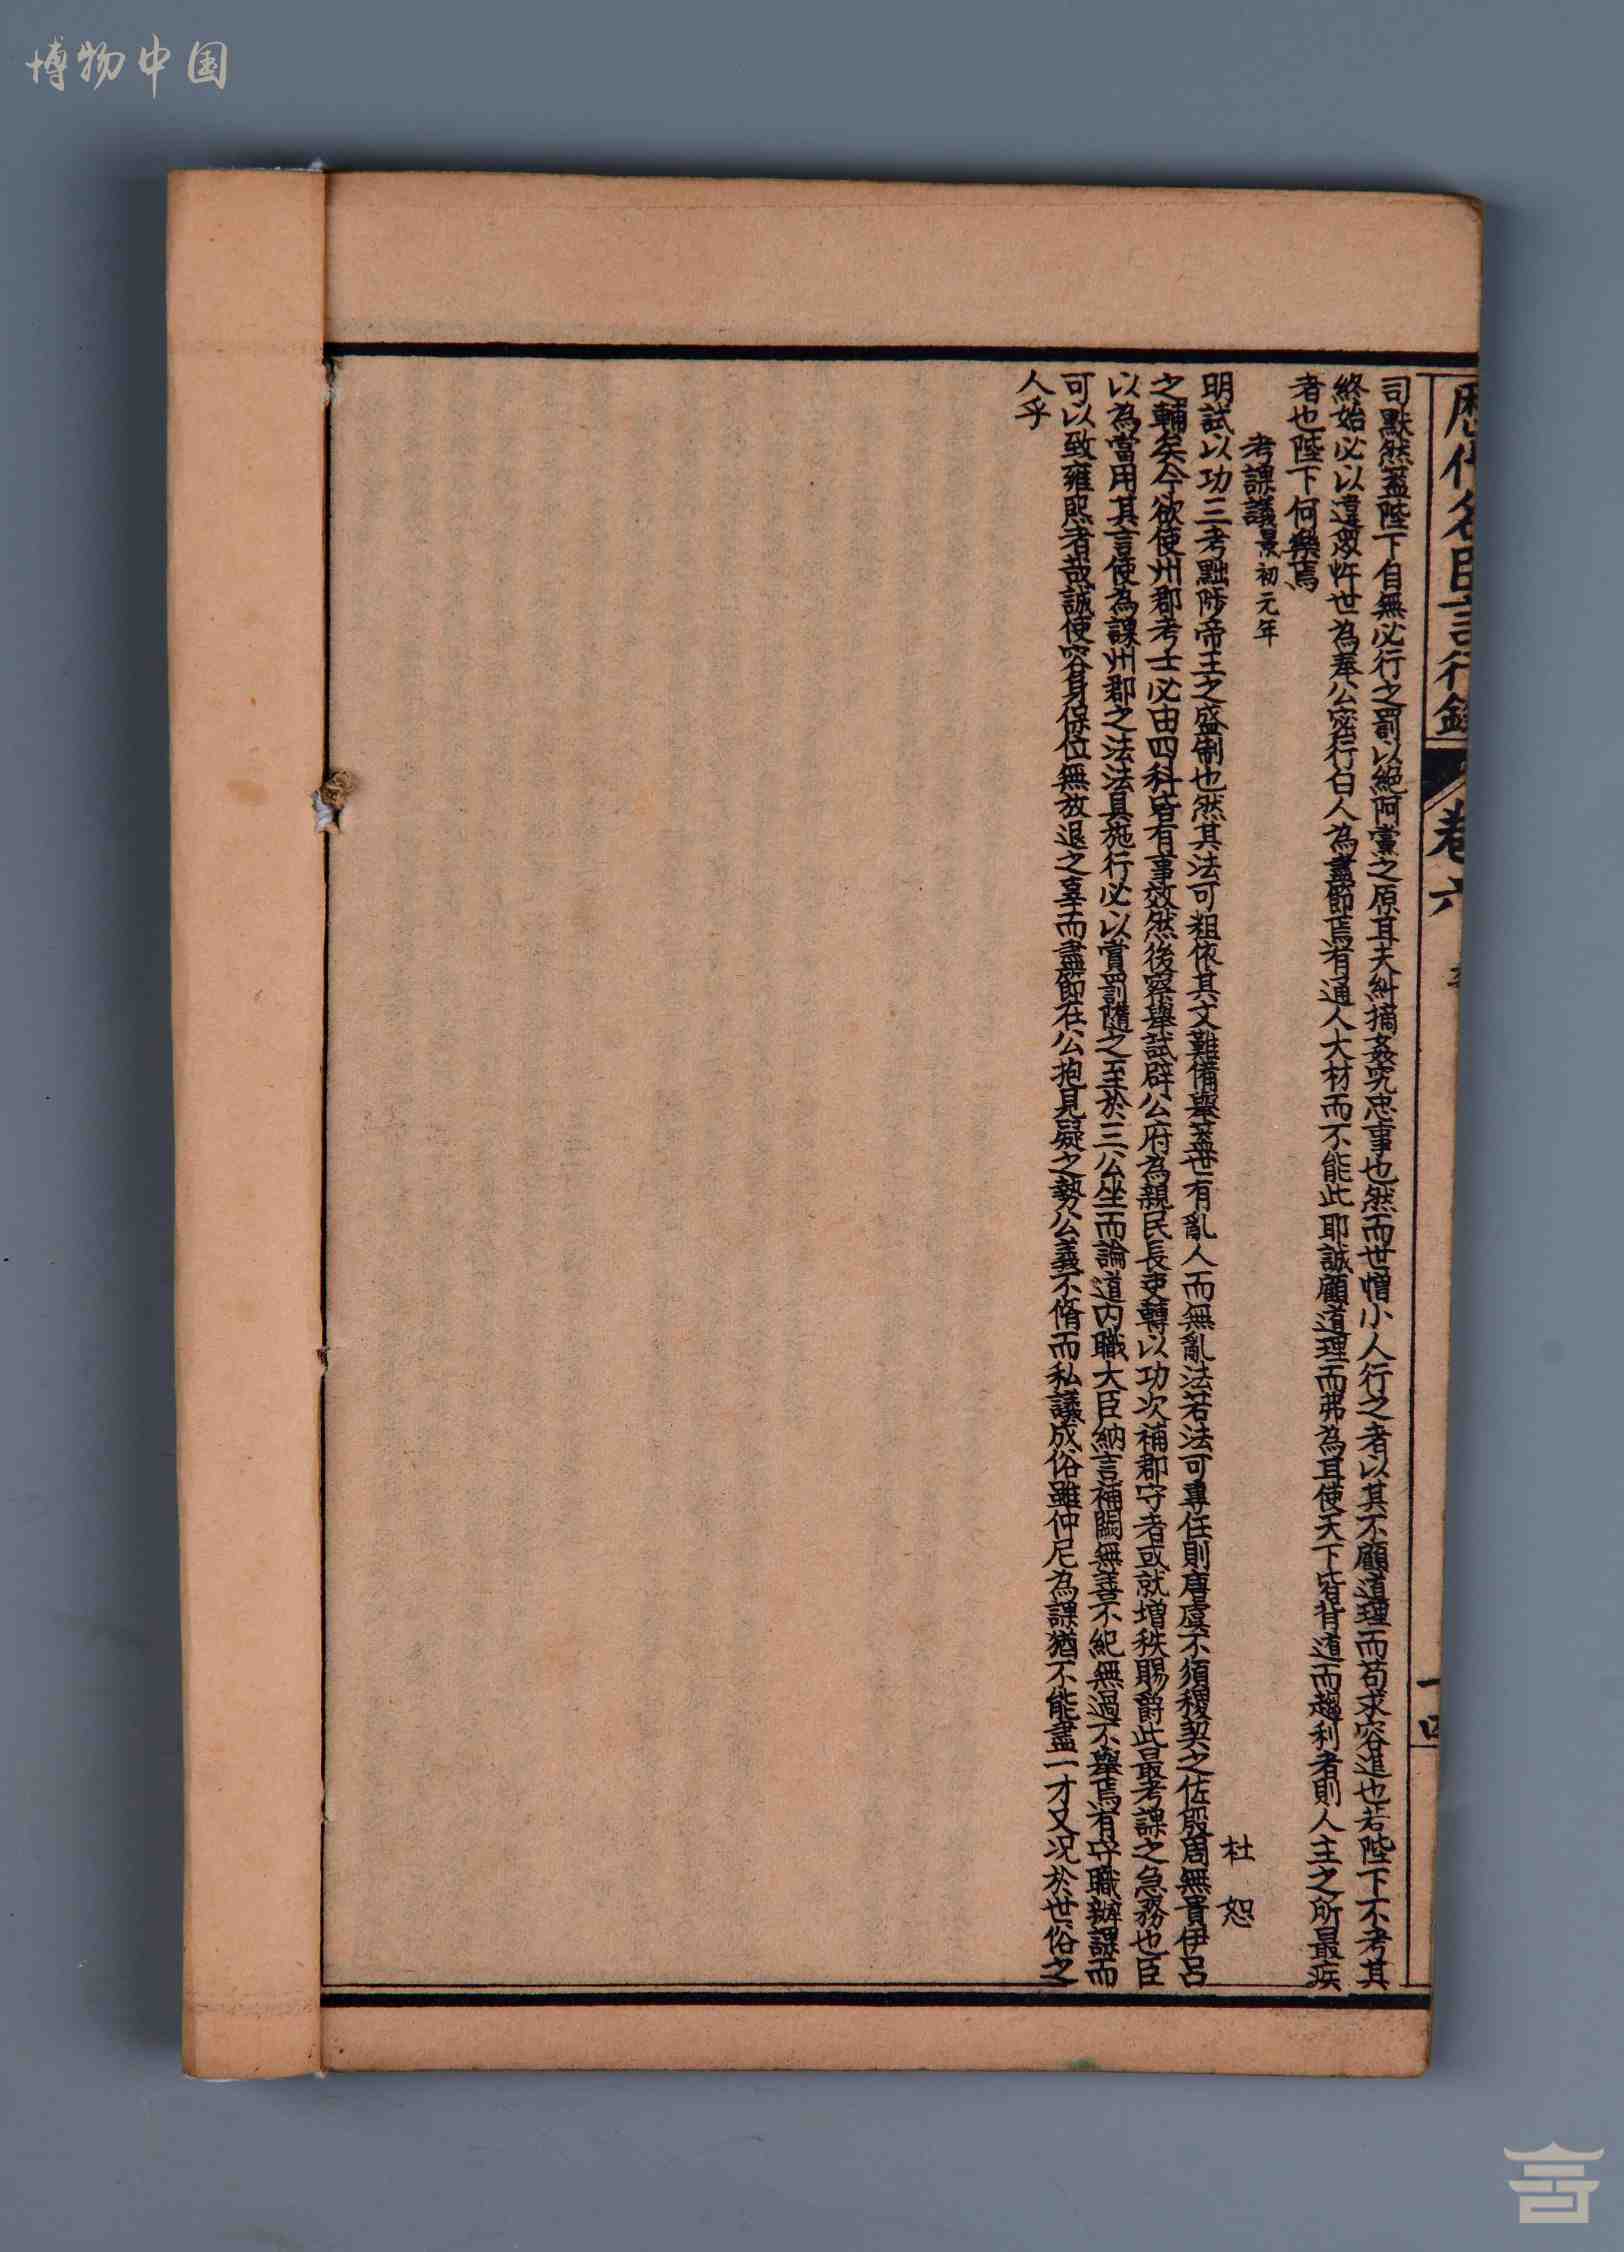 博物中国
歷代名臣言行錄
卷六
十四
司默然蓋陛下自無必行之罰以絕阿黨之原耳夫糾擿姦宄忠事也然而世憎小人行之者以其不顧道理而苟求容進也若陛下不考其
終始必以違眾忤世為奉公密行白人為盡節焉有通人大材而不能此耶誠顧道理而弗為耳使天下皆背道而趨利者則人主之所最疾
者也陛下何樂焉
考課議景初元年 杜恕
明試以功三考黜陟帝王之盛制也然其法可粗依其文難備舉蓋世有亂人而無亂法若法可專任則唐虞不須稷契之佐殷周無貴伊呂
之輔矣今欲使州郡考士必由四科皆有事效然後察舉試辟公府為親民長吏轉以功次補郡守者或就增秩賜爵此最考課之急務也臣
以為當用其言使為課州郡之法法具施行必以賞罰隨之至於三公坐而論道內職大臣納言補闕無善不紀無過不舉焉有守職辦課而
可以致雍熙者哉誠使容身保位無放退之辜而盡節在公抱見疑之勢公義不脩而私議成俗雖仲尼為課猶不能盡一才又況於世俗之
人乎